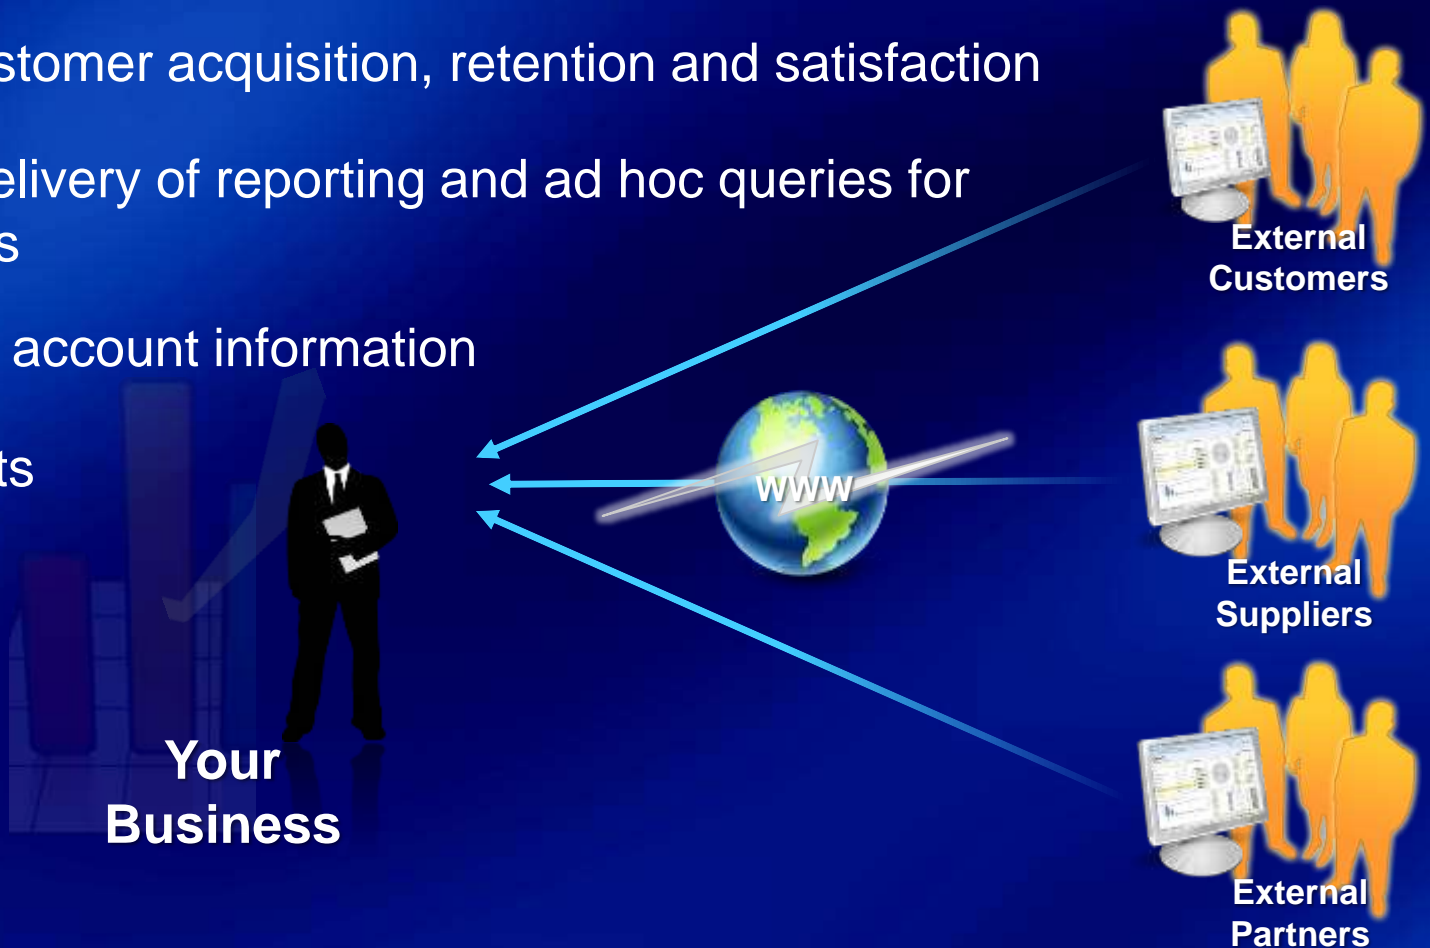 stomer acquisition, retention and satisfaction
elivery of reporting and ad hoc queries for
s
account information
ts
WWW
Your
Business
External
Customers
External
Suppliers
External
Partners